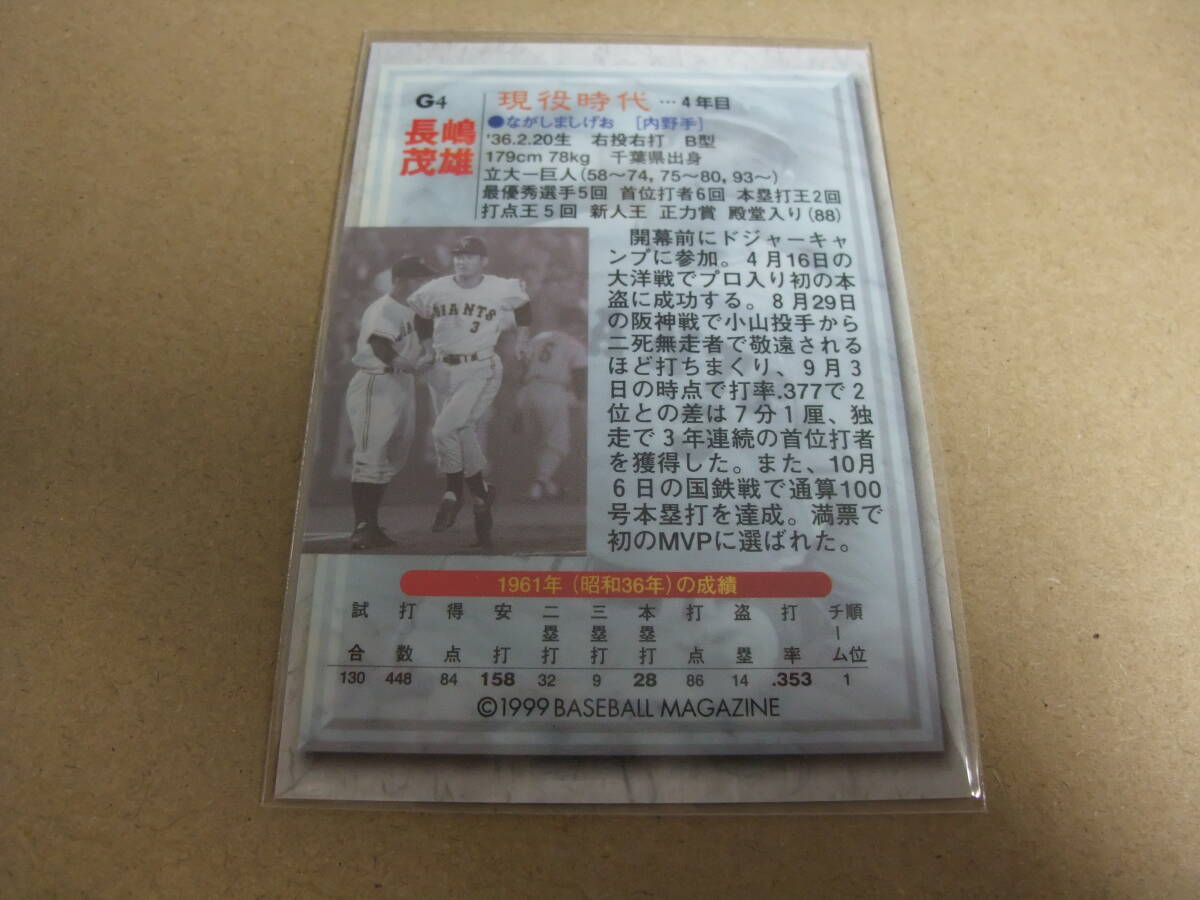 G4
長嶋
茂雄
現役時代…4年目
●ながしましげお [内野手]
'36.2.20生 右投右打 B型
179cm 78kg 千葉県出身
立大ー巨人(58〜74, 75〜80, 93〜)
最優秀選手5回 首位打者6回 本塁打王2回
打点王5回 新人王 正力賞 殿堂入り(88)
GIANTS
3
開幕前にドジャーキャ
ンプに参加。4月16日の
大洋戦でプロ入り初の本
盗に成功する。8月29日
の阪神戦で小山投手から
二死無走者で敬遠される
ほど打ちまくり、9月3
日の時点で打率.377で2
位との差は7分1厘、独
走で3年連続の首位打者
を獲得した。また、10月
6日の国鉄戦で通算100
号本塁打を達成。満票で
初のMVPに選ばれた。
1961年(昭和36年)の成績
試合 打数 得点 安打 二塁打 三塁打 本塁打 打点 盗塁 打率 チーム順位
130 448 84 158 32 9 28 86 14 .353 1
©1999 BASEBALL MAGAZINE